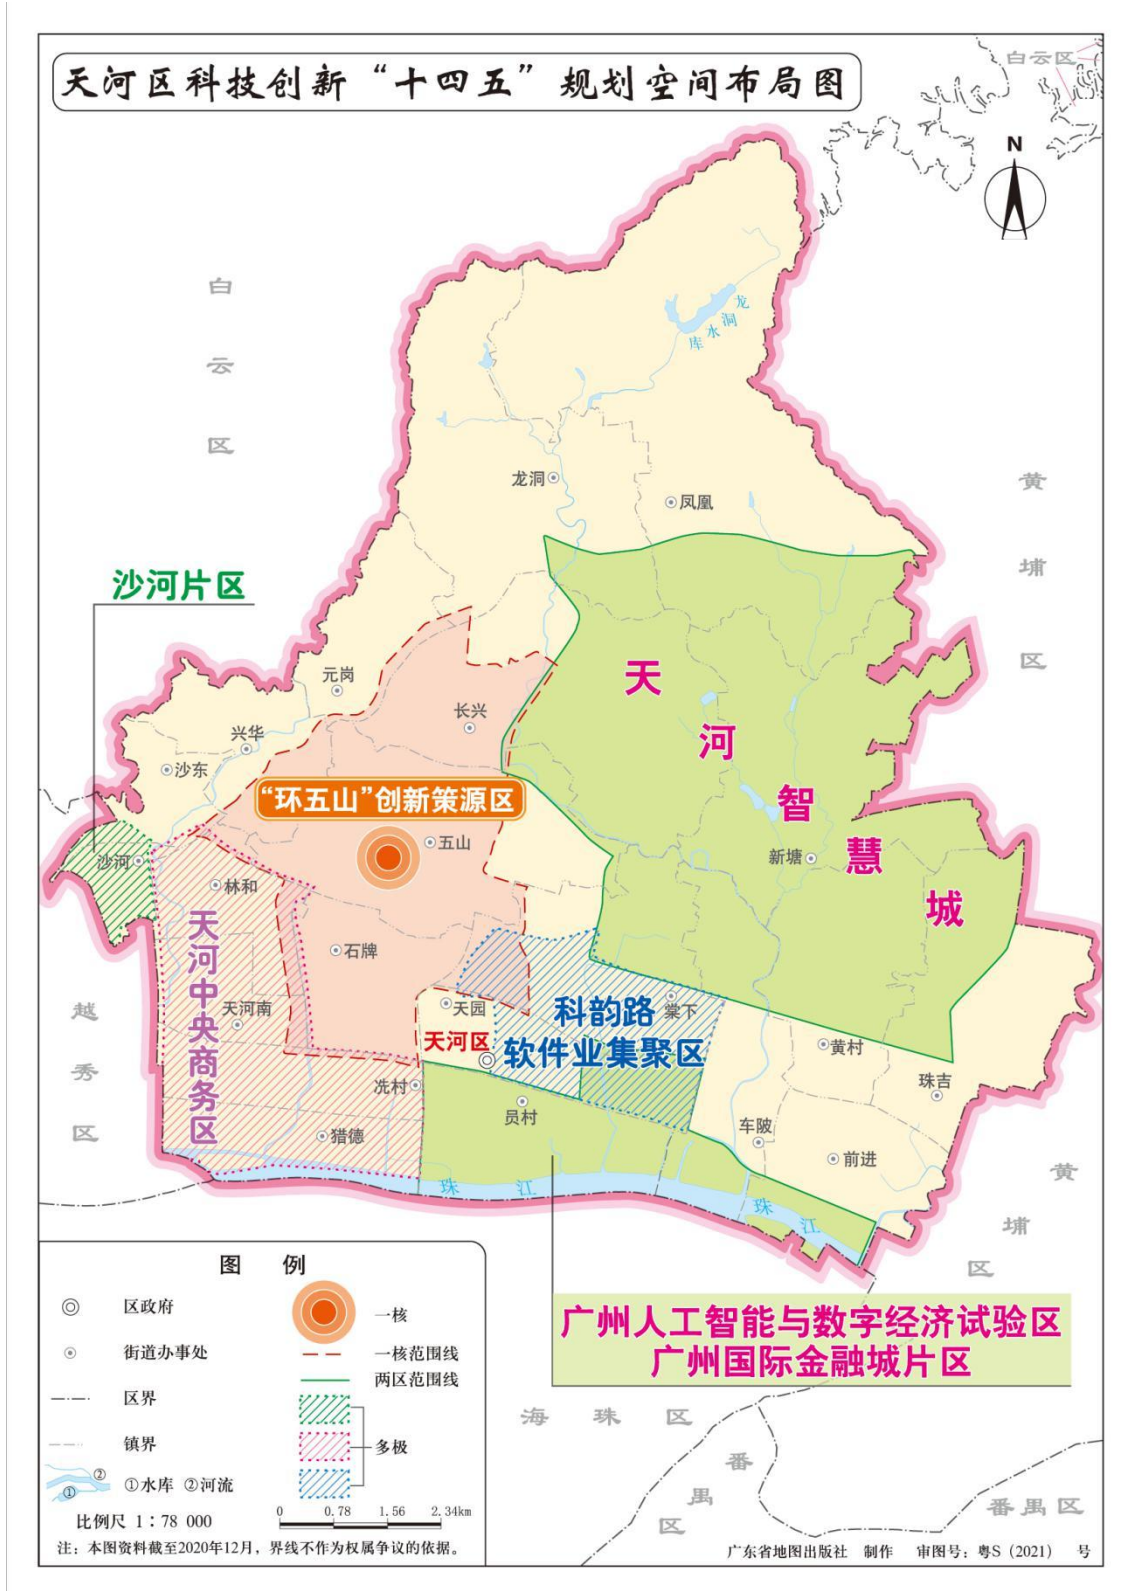 天河区科技创新“十四五”规划空间布局图
白云区
N
白云区
龙洞水库
黄埔区
龙洞
凤凰
沙河片区
元岗
长兴
兴华
沙东
天河智慧城
“环五山”创新策源区
五山
沙河
林和
新塘
石牌
天河中央商务区
天河南
天园
天河区
科韵路
软件业集聚区
棠下
黄村
珠吉
冼村
员村
猎德
车陂
前进
越秀区
珠江
珠江
黄埔区
广州人工智能与数字经济试验区
广州国际金融城片区
海珠区
番禺区
番禺区
图例
区政府
一核
街道办事处
一核范围线
两区范围线
区界
镇界
多极
② ①
①水库 ②河流
比例尺 1：78 000
0 0.78 1.56 2.34km
注：本图资料截至2020年12月，界线不作为权属争议的依据。
广东省地图出版社 制作 审图号：粤S（2021） 号